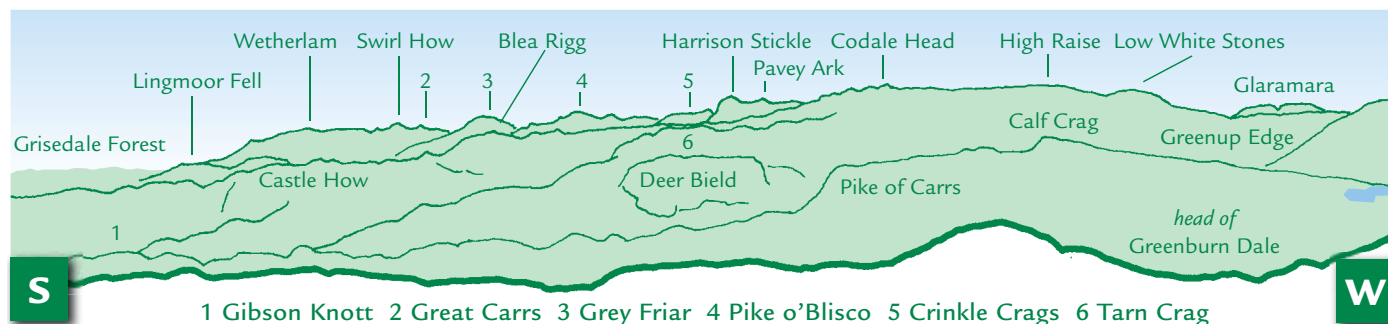 Wetherlam Swirl How Blea Rigg Harrison Stickle Codale Head High Raise Low White Stones
Lingmoor Fell 2 3 4 5 Pavey Ark Glaramara
Grisedale Forest 6 Calf Crag Greenup Edge
Castle How Deer Bield Pike of Carrs
1 head of
Greenburn Dale
S W
1 Gibson Knott 2 Great Carrs 3 Grey Friar 4 Pike o’Blisco 5 Crinkle Crags 6 Tarn Crag